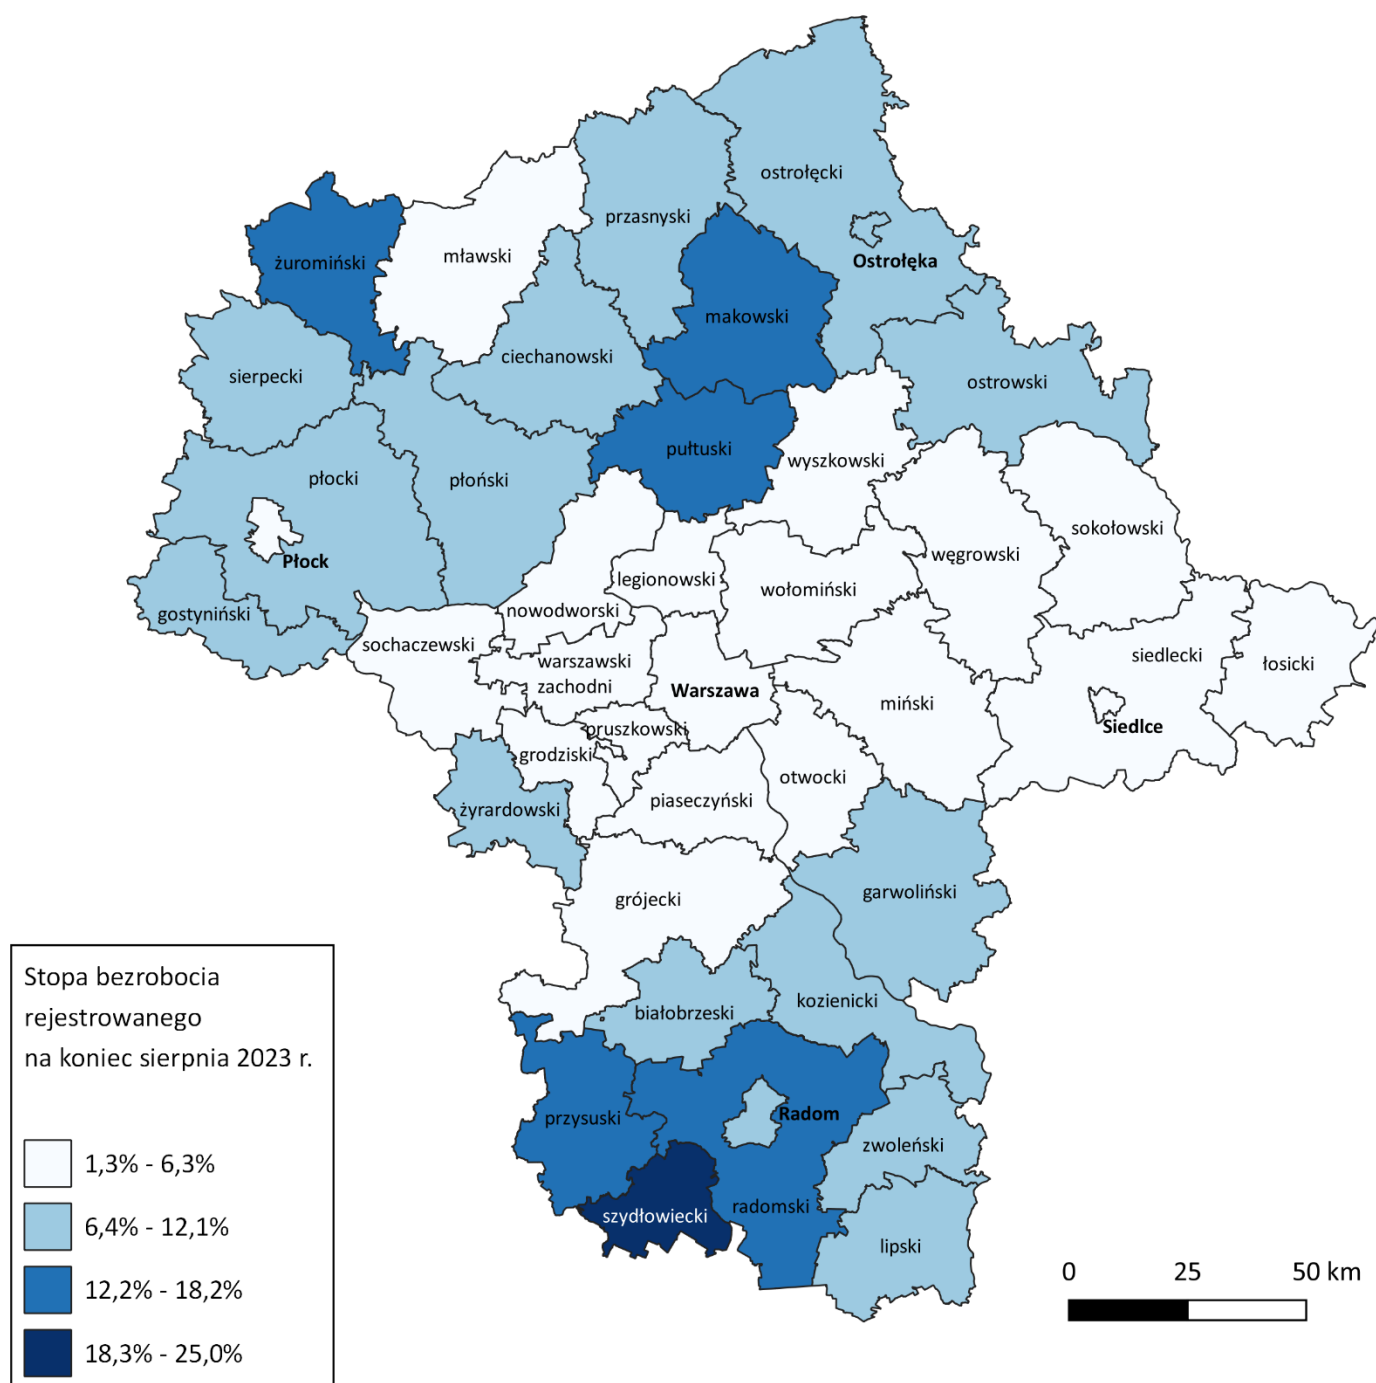 ostrołęcki
przasnyski
mławski
żuromiński
Ostrołęka
makowski
ciechanowski
sierpecki
ostrowski
pułtuski
wyszkowski
płocki
płoński
sokołowski
węgrowski
Płock
legionowski
wołomiński
gostyniński
nowodworski
sochaczewski
warszawski
zachodni
siedlecki
łosicki
Warszawa
miński
Siedlce
pruszkowski
grodziski
otwocki
piaseczyński
żyrardowski
garwoliński
grójecki
kozienicki
białobrzeski
przysuski
Radom
zwoleński
radomski
szydłowiecki
lipski
Stopa bezrobocia
rejestrowanego
na koniec sierpnia 2023 r.
1,3% - 6,3%
6,4% - 12,1%
12,2% - 18,2%
18,3% - 25,0%
0 25 50 km